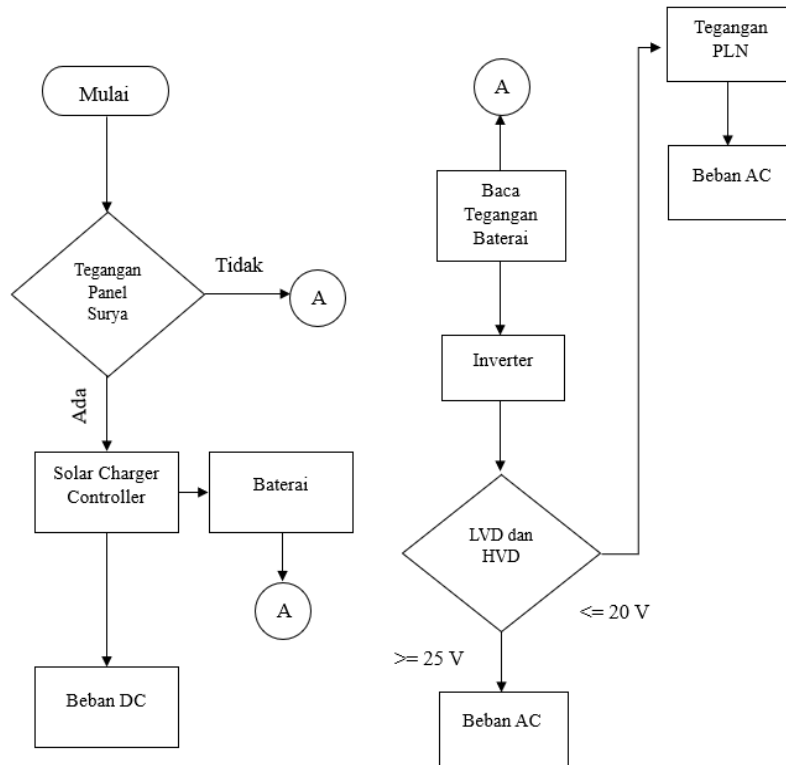 Mulai
Tegangan
Panel
Surya
Tidak
A
Ada
Solar Charger
Controller
Baterai
A
Beban DC
A
Baca
Tegangan
Baterai
Inverter
LVD dan
HVD
<= 20 V
>= 25 V
Beban AC
Tegangan
PLN
Beban AC